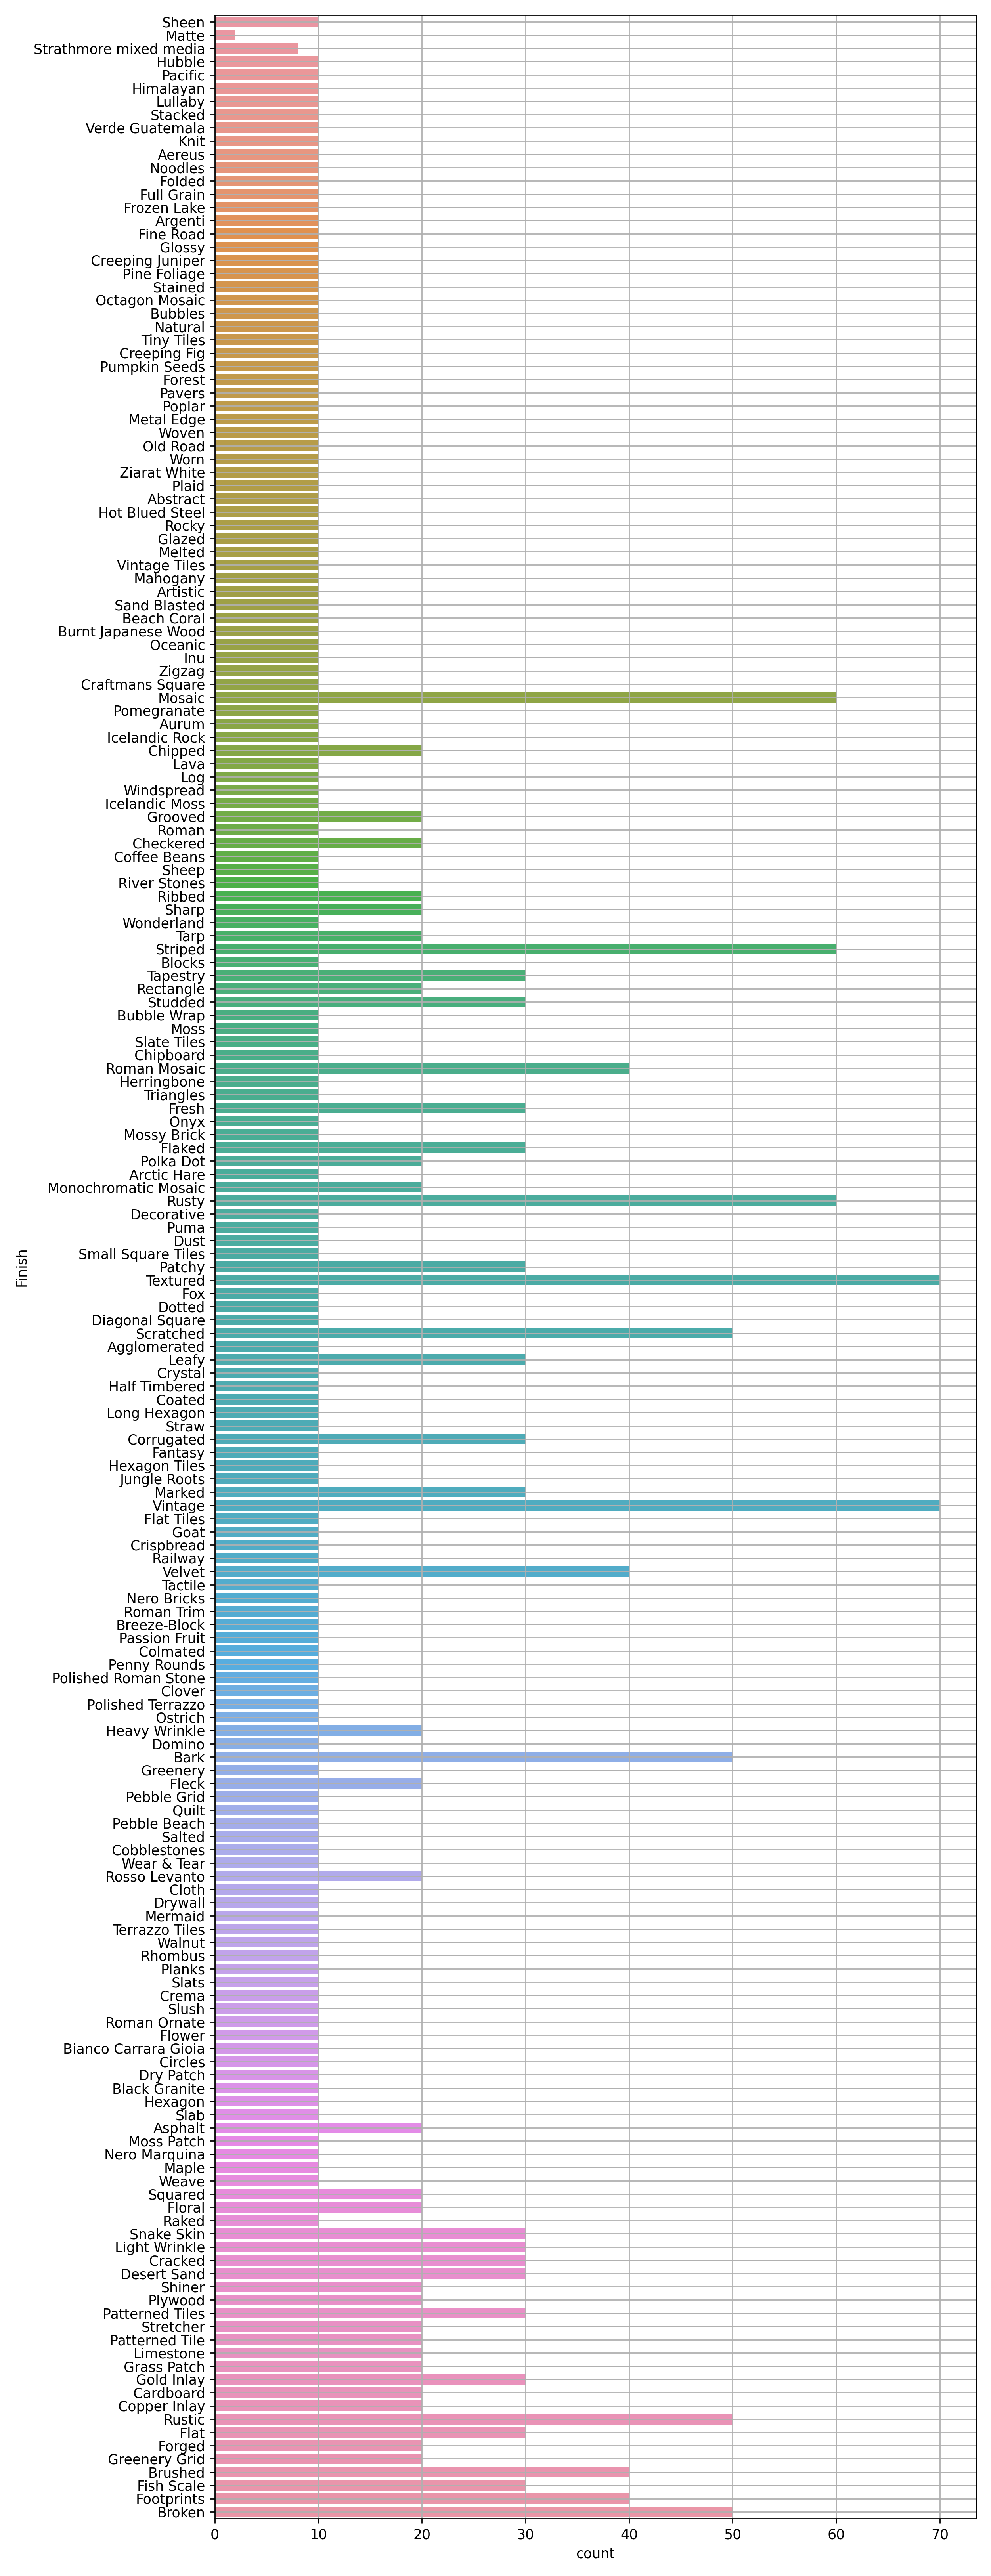 Sheen
Matte
Strathmore mixed media
Hubble
Pacific
Himalayan
Lullaby
Stacked
Verde Guatemala
Knit
Aereus
Noodles
Folded
Full Grain
Frozen Lake
Argenti
Fine Road
Glossy
Creeping Juniper
Pine Foliage
Stained
Octagon Mosaic
Bubbles
Natural
Tiny Tiles
Creeping Fig
Pumpkin Seeds
Forest
Pavers
Poplar
Metal Edge
Woven
Old Road
Worn
Ziarat White
Plaid
Abstract
Hot Blued Steel
Rocky
Glazed
Melted
Vintage Tiles
Mahogany
Artistic
Sand Blasted
Beach Coral
Burnt Japanese Wood
Oceanic
Inu
Zigzag
Craftmans Square
Mosaic
Pomegranate
Aurum
Icelandic Rock
Chipped
Lava
Log
Windspread
Icelandic Moss
Grooved
Roman
Checkered
Coffee Beans
Sheep
River Stones
Ribbed
Sharp
Wonderland
Tarp
Striped
Blocks
Tapestry
Rectangle
Studded
Bubble Wrap
Moss
Slate Tiles
Chipboard
Roman Mosaic
Herringbone
Triangles
Fresh
Onyx
Mossy Brick
Flaked
Polka Dot
Arctic Hare
Monochromatic Mosaic
Rusty
Decorative
Puma
Dust
Small Square Tiles
Patchy
Textured
Fox
Dotted
Diagonal Square
Scratched
Agglomerated
Leafy
Crystal
Half Timbered
Coated
Long Hexagon
Straw
Corrugated
Fantasy
Hexagon Tiles
Jungle Roots
Marked
Vintage
Flat Tiles
Goat
Crispbread
Railway
Velvet
Tactile
Nero Bricks
Roman Trim
Breeze-Block
Passion Fruit
Colmated
Penny Rounds
Polished Roman Stone
Clover
Polished Terrazzo
Ostrich
Heavy Wrinkle
Domino
Bark
Greenery
Fleck
Pebble Grid
Quilt
Pebble Beach
Salted
Cobblestones
Wear & Tear
Rosso Levanto
Cloth
Drywall
Mermaid
Terrazzo Tiles
Walnut
Rhombus
Planks
Slats
Crema
Slush
Roman Ornate
Flower
Bianco Carrara Gioia
Circles
Dry Patch
Black Granite
Hexagon
Slab
Asphalt
Moss Patch
Nero Marquina
Maple
Weave
Squared
Floral
Raked
Snake Skin
Light Wrinkle
Cracked
Desert Sand
Shiner
Plywood
Patterned Tiles
Stretcher
Patterned Tile
Limestone
Grass Patch
Gold Inlay
Cardboard
Copper Inlay
Rustic
Flat
Forged
Greenery Grid
Brushed
Fish Scale
Footprints
Broken
Finish
0 10 20 30 40 50 60 70
count